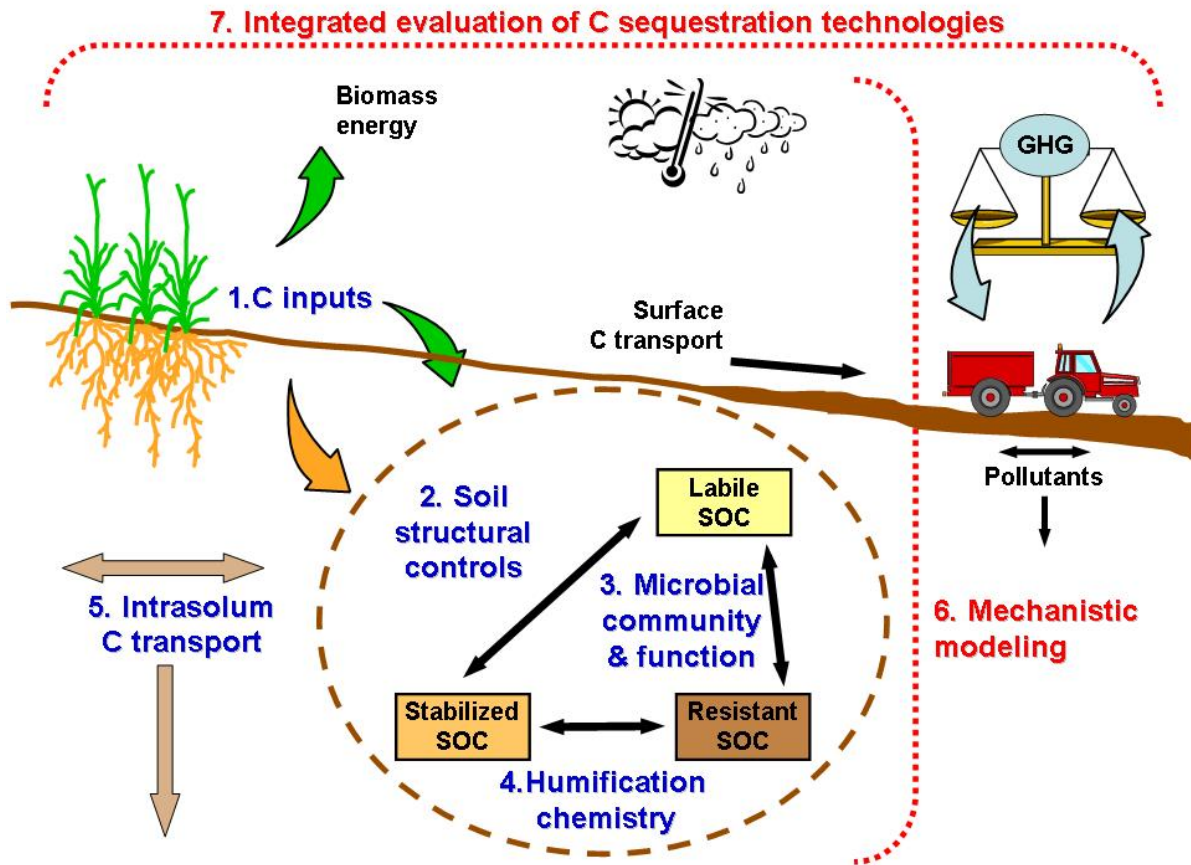 7. Integrated evaluation of C sequestration technologies
Biomass
energy
GHG
1.C inputs
Surface
C transport
Pollutants
2. Soil
structural
controls
Labile
SOC
3. Microbial
community
& function
5. Intrasolum
C transport
6. Mechanistic
modeling
Stabilized
SOC
Resistant
SOC
4.Humification
chemistry